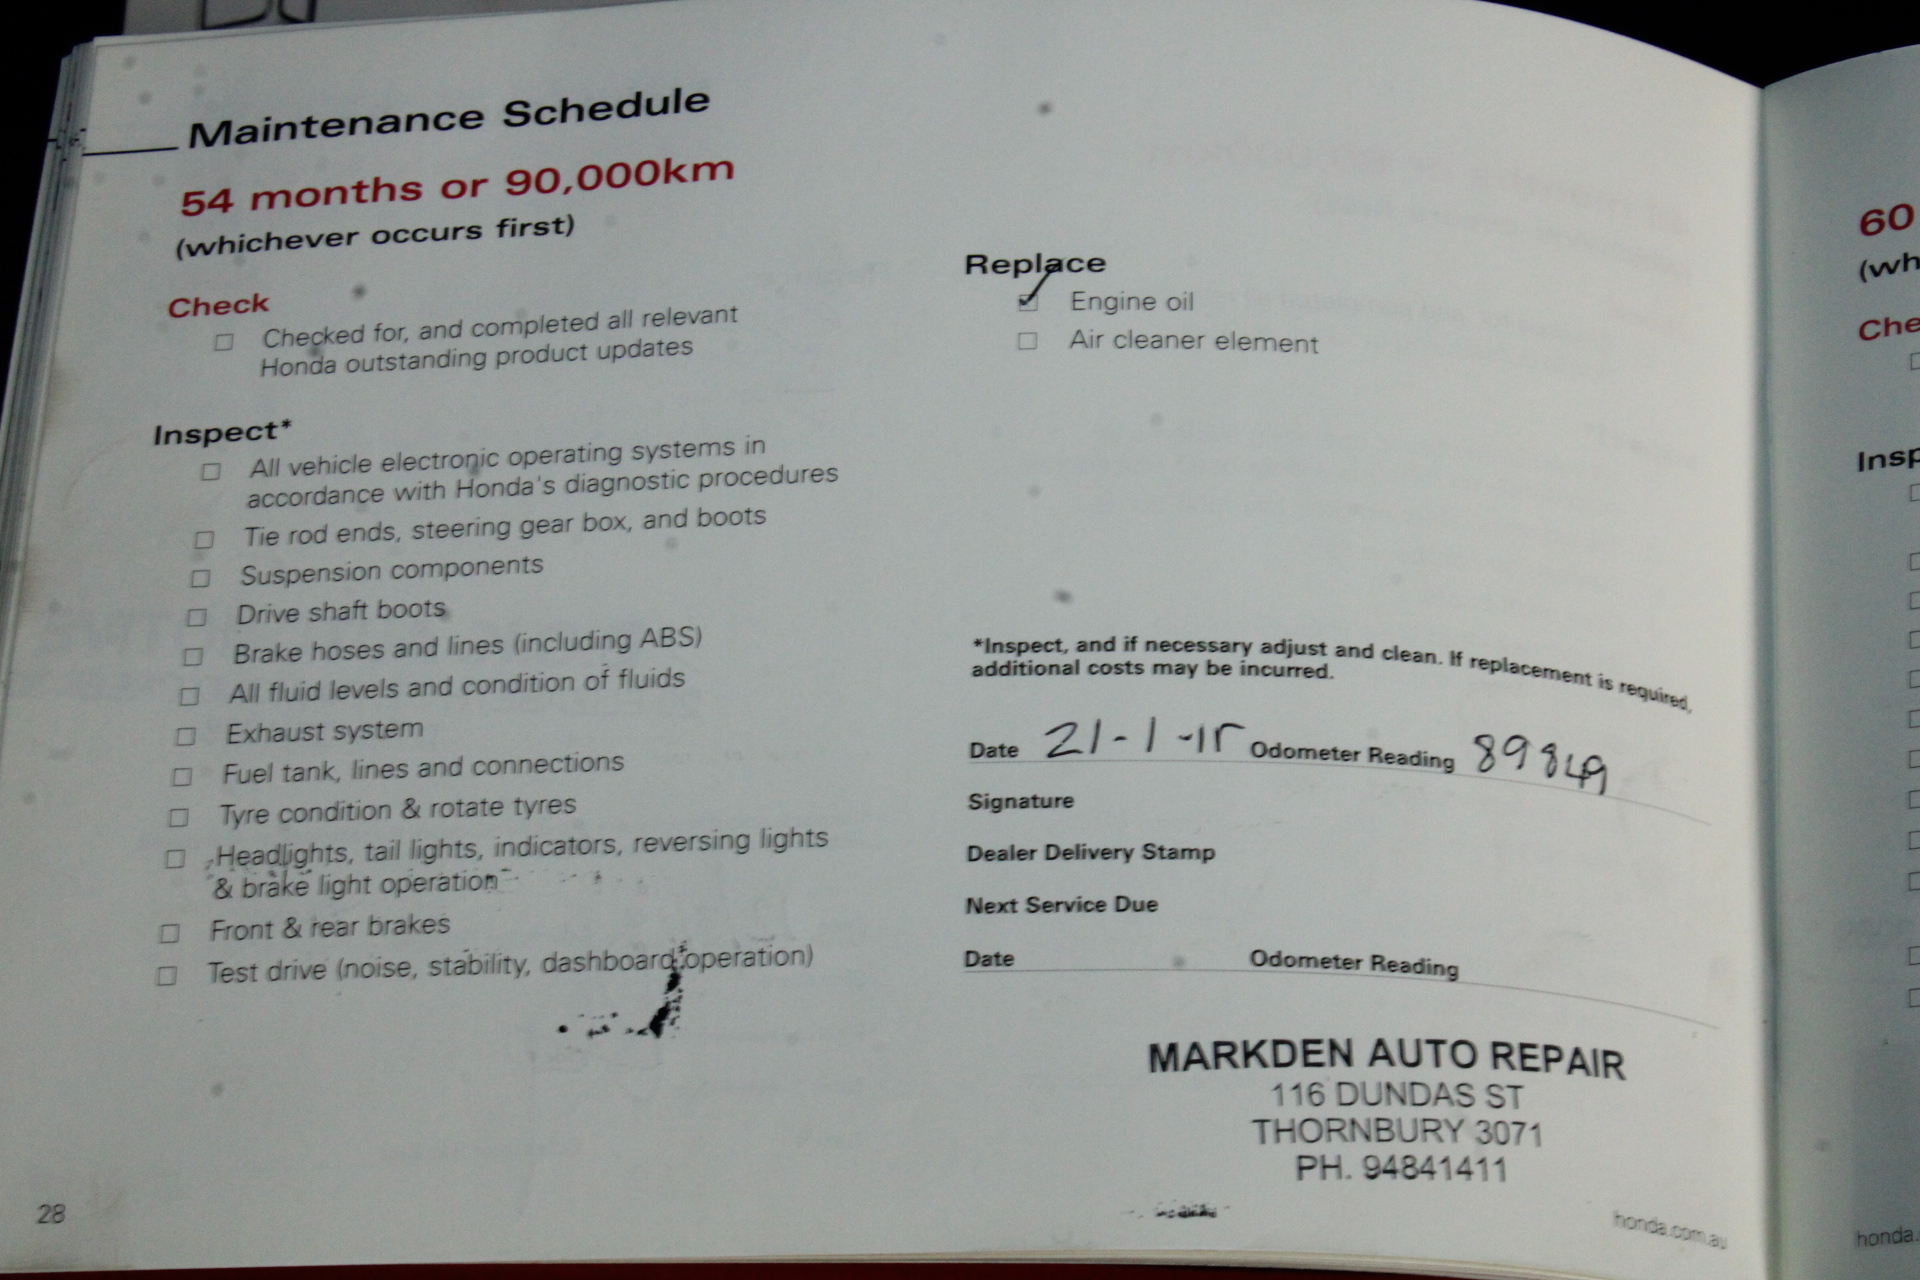 Maintenance Schedule
54 months or 90,000km
(whichever occurs first)
Check
Checked for, and completed all relevant
Honda outstanding product updates
Inspect*
All vehicle electronic operating systems in
accordance with Honda's diagnostic procedures
Tie rod ends, steering gear box, and boots
Suspension components
Drive shaft boots
Brake hoses and lines (including ABS)
All fluid levels and condition of fluids
Exhaust system
Fuel tank, lines and connections
Tyre condition & rotate tyres
Headlights, tail lights, indicators, reversing lights
& brake light operation
Front & rear brakes
Test drive (noise, stability, dashboard operation)
28
Replace
Engine oil
Air cleaner element
*Inspect, and if necessary adjust and clean. If replacement is required,
additional costs may be incurred.
Date 21-1-15 Odometer Reading 89849
Signature
Dealer Delivery Stamp
Next Service Due
Date Odometer Reading
MARKDEN AUTO REPAIR
116 DUNDAS ST
THORNBURY 3071
PH. 94841411
honda.com.au
60
(wh
Che
Insp
honda.